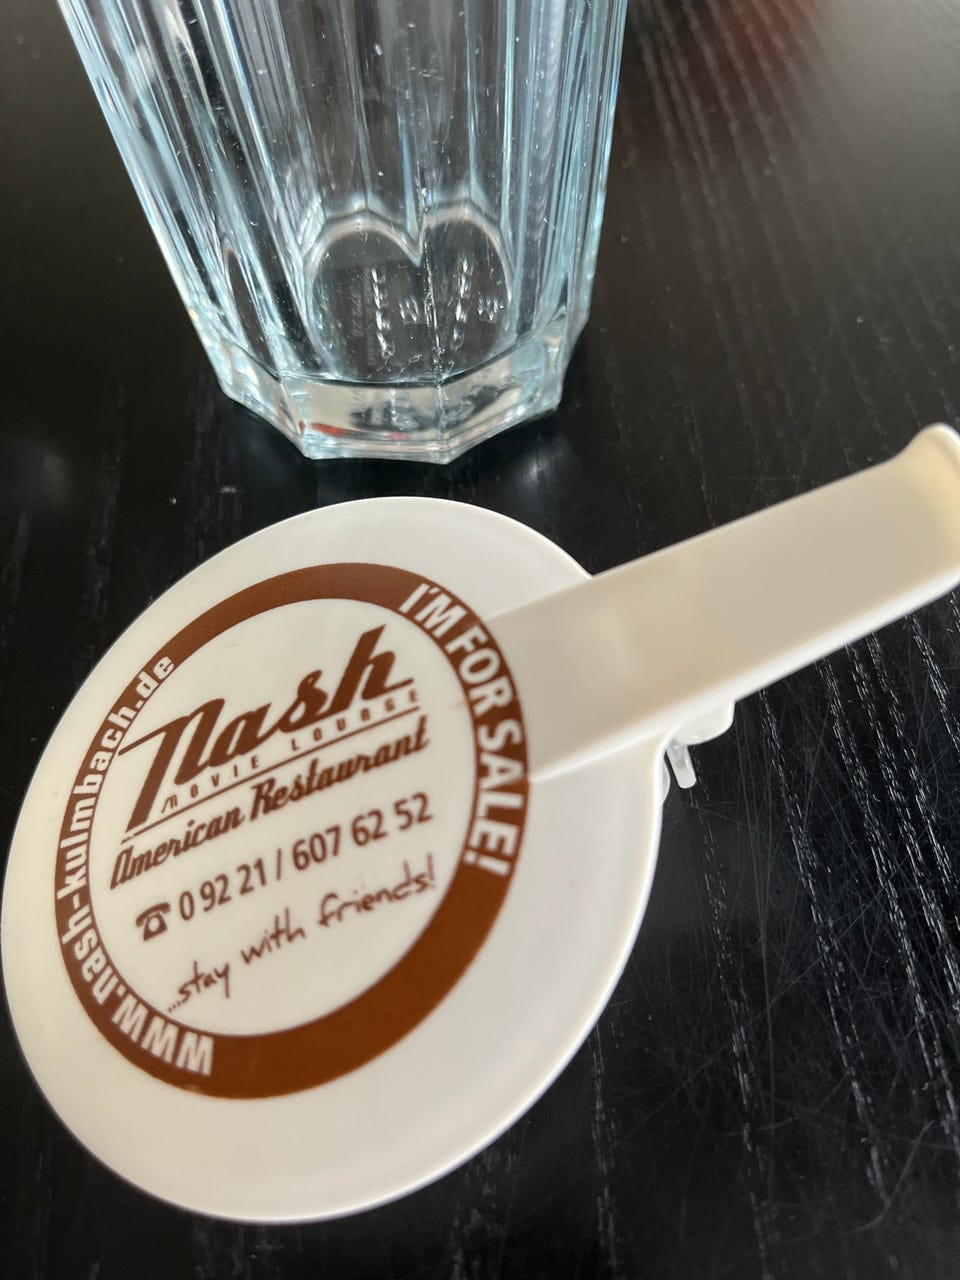 Nash
MOVIE LOUNGE
American Restaurant
☎ 0 92 21 / 607 62 52
...stay with friends!
www.nash-kulmbach.de
I'M FOR SALE!